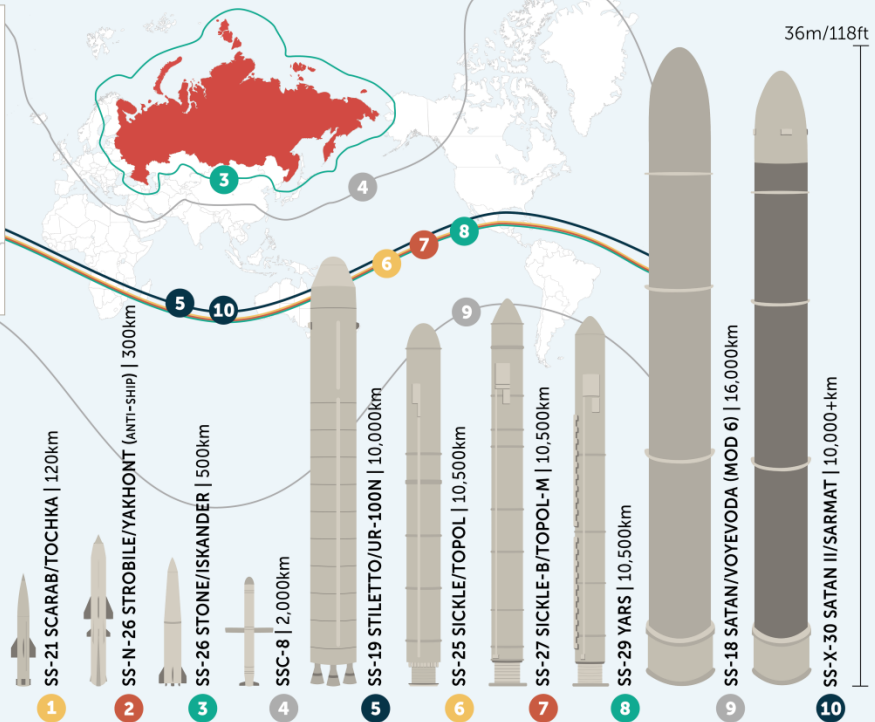 36m/118ft
3
4
5
10
6
7
8
9
SS-21 SCARAB/TOCHKA | 120km
SS-N-26 STROBILE/YAKHONT (ANTI-SHIP) | 300km
SS-26 STONE/ISKANDER | 500km
SSC-8 | 2,000km
SS-19 STILETTO/UR-100N | 10,000km
SS-25 SICKLE/TOPOL | 10,500km
SS-27 SICKLE-B/TOPOL-M | 10,500km
SS-29 YARS | 10,500km
SS-18 SATAN/VOYEVODA (MOD 6) | 16,000km
SS-X-30 SATAN II/SARMAT | 10,000+km
1
2
3
4
5
6
7
8
9
10